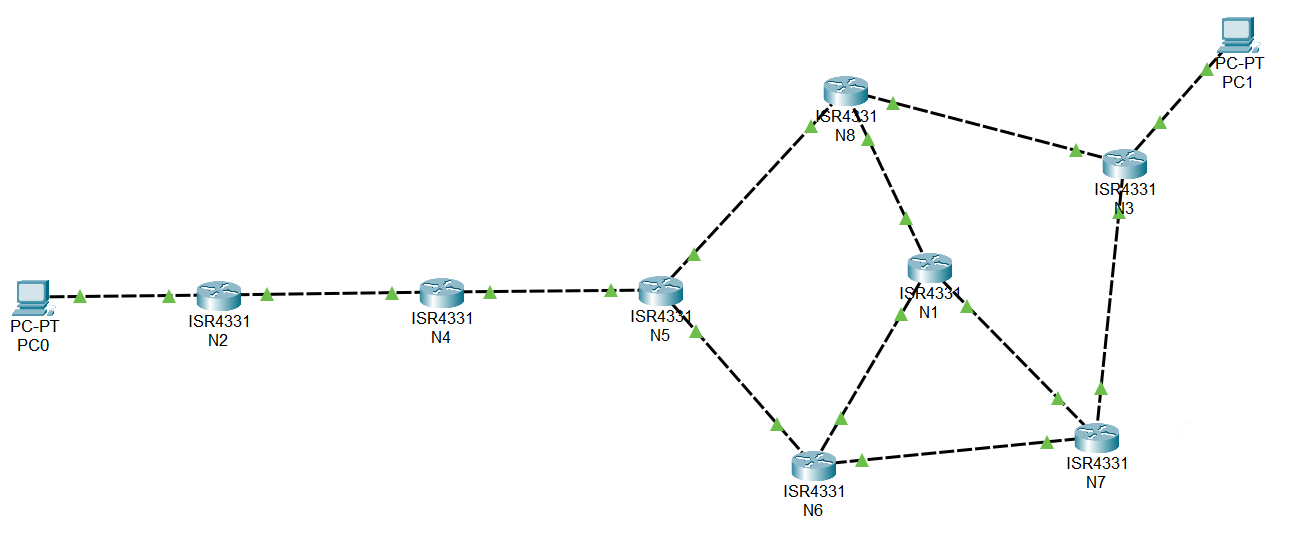 PC-PT
PC1
ISR4331
N8
ISR4331
N3
ISR4331
N1
PC-PT
PC0
ISR4331
N2
ISR4331
N4
ISR4331
N5
ISR4331
N7
ISR4331
N6